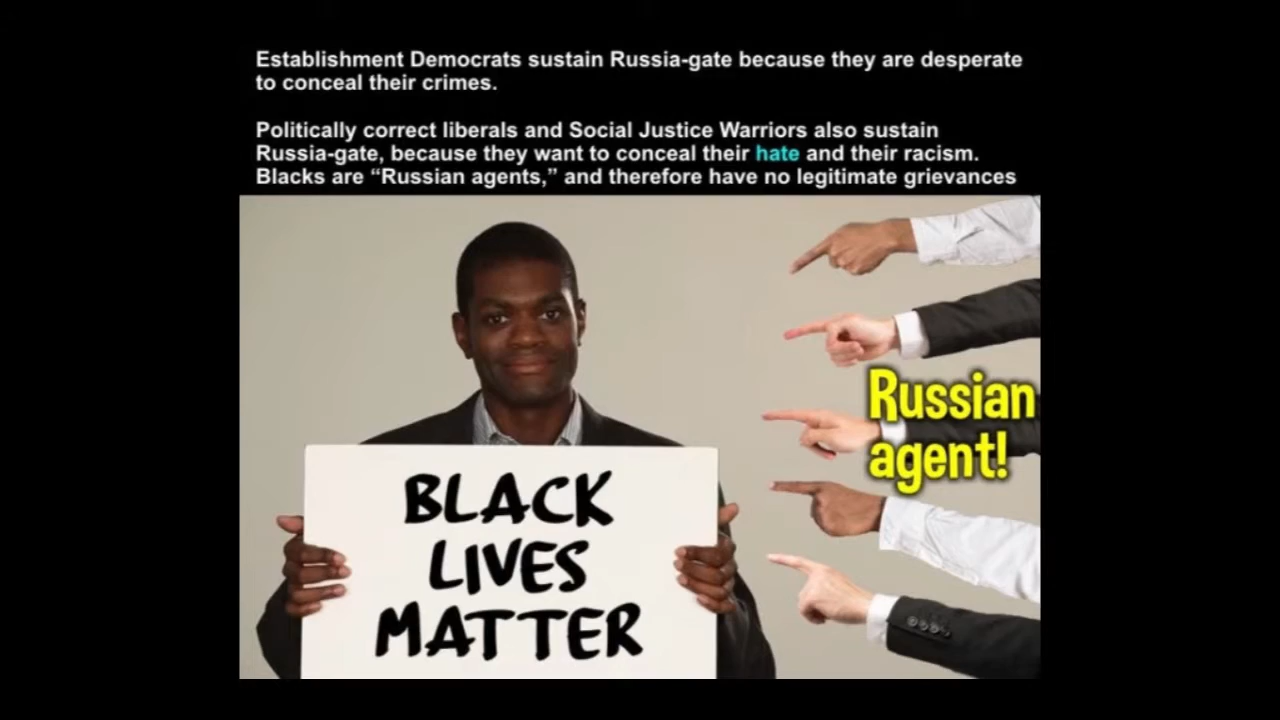 Establishment Democrats sustain Russia-gate because they are desperate
to conceal their crimes.
Politically correct liberals and Social Justice Warriors also sustain
Russia-gate, because they want to conceal their hate and their racism.
Blacks are “Russian agents,” and therefore have no legitimate grievances
Russian
agent!
BLACK
LIVES
MATTER